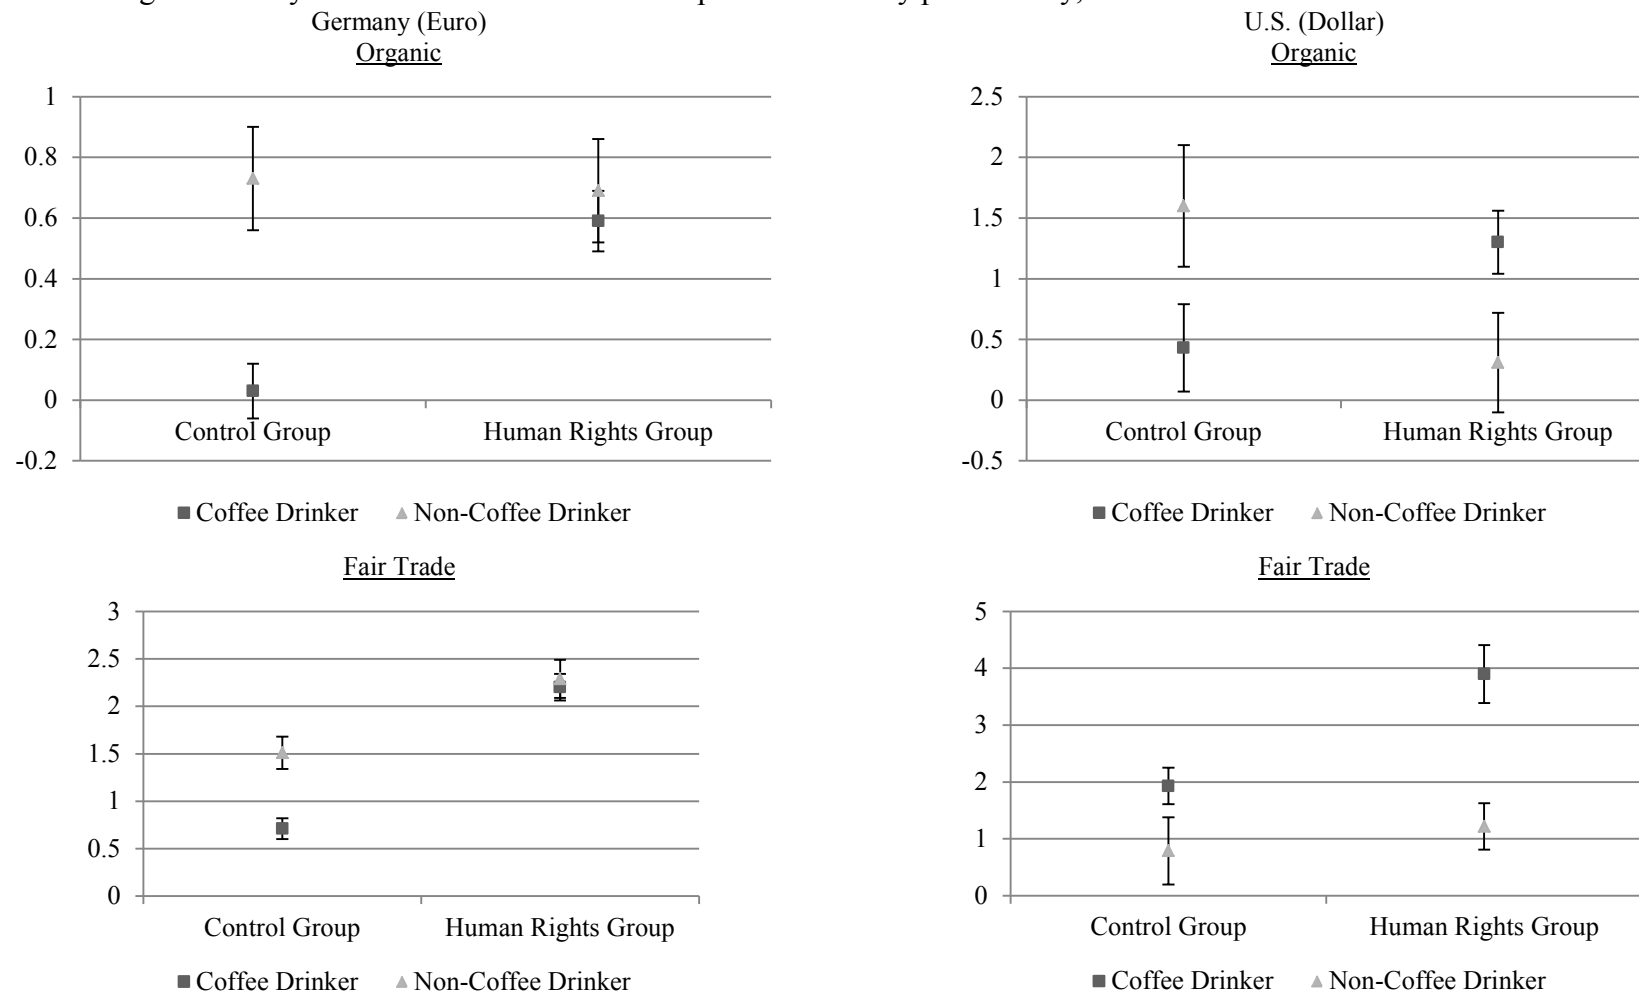 Germany (Euro)
Organic
1
0.8
0.6
0.4
0.2
0
-0.2
Control Group Human Rights Group
Coffee Drinker Non-Coffee Drinker
U.S. (Dollar)
Organic
2.5
2
1.5
1
0.5
0
-0.5
Control Group Human Rights Group
Coffee Drinker Non-Coffee Drinker
Fair Trade
3
2.5
2
1.5
1
0.5
0
Control Group Human Rights Group
Coffee Drinker Non-Coffee Drinker
Fair Trade
5
4
3
2
1
0
Control Group Human Rights Group
Coffee Drinker Non-Coffee Drinker